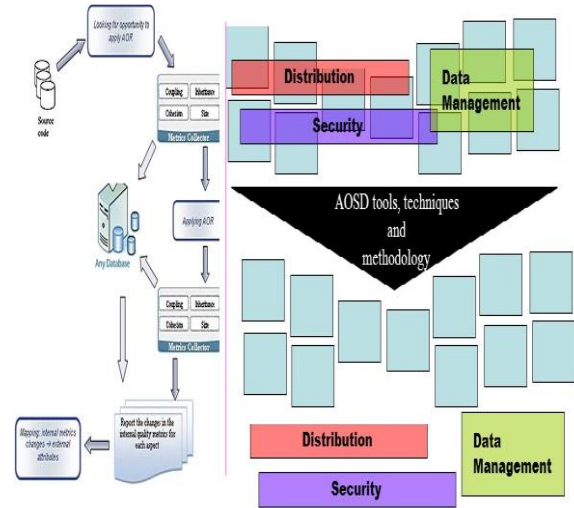 Looking for opportunity to
apply AOR
Source
code
Coupling
Inheritance
Cohesion
Size
Metrics Collector
Any Database
Applying AOR
Coupling
Inheritance
Cohesion
Size
Metrics Collector
Report the changes in the
internal quality metrics for
each aspect
Mapping: internal metrics
changes → external
attributes
Distribution
Data
Management
Security
AOSD tools, techniques
and
methodology
Distribution
Data
Management
Security